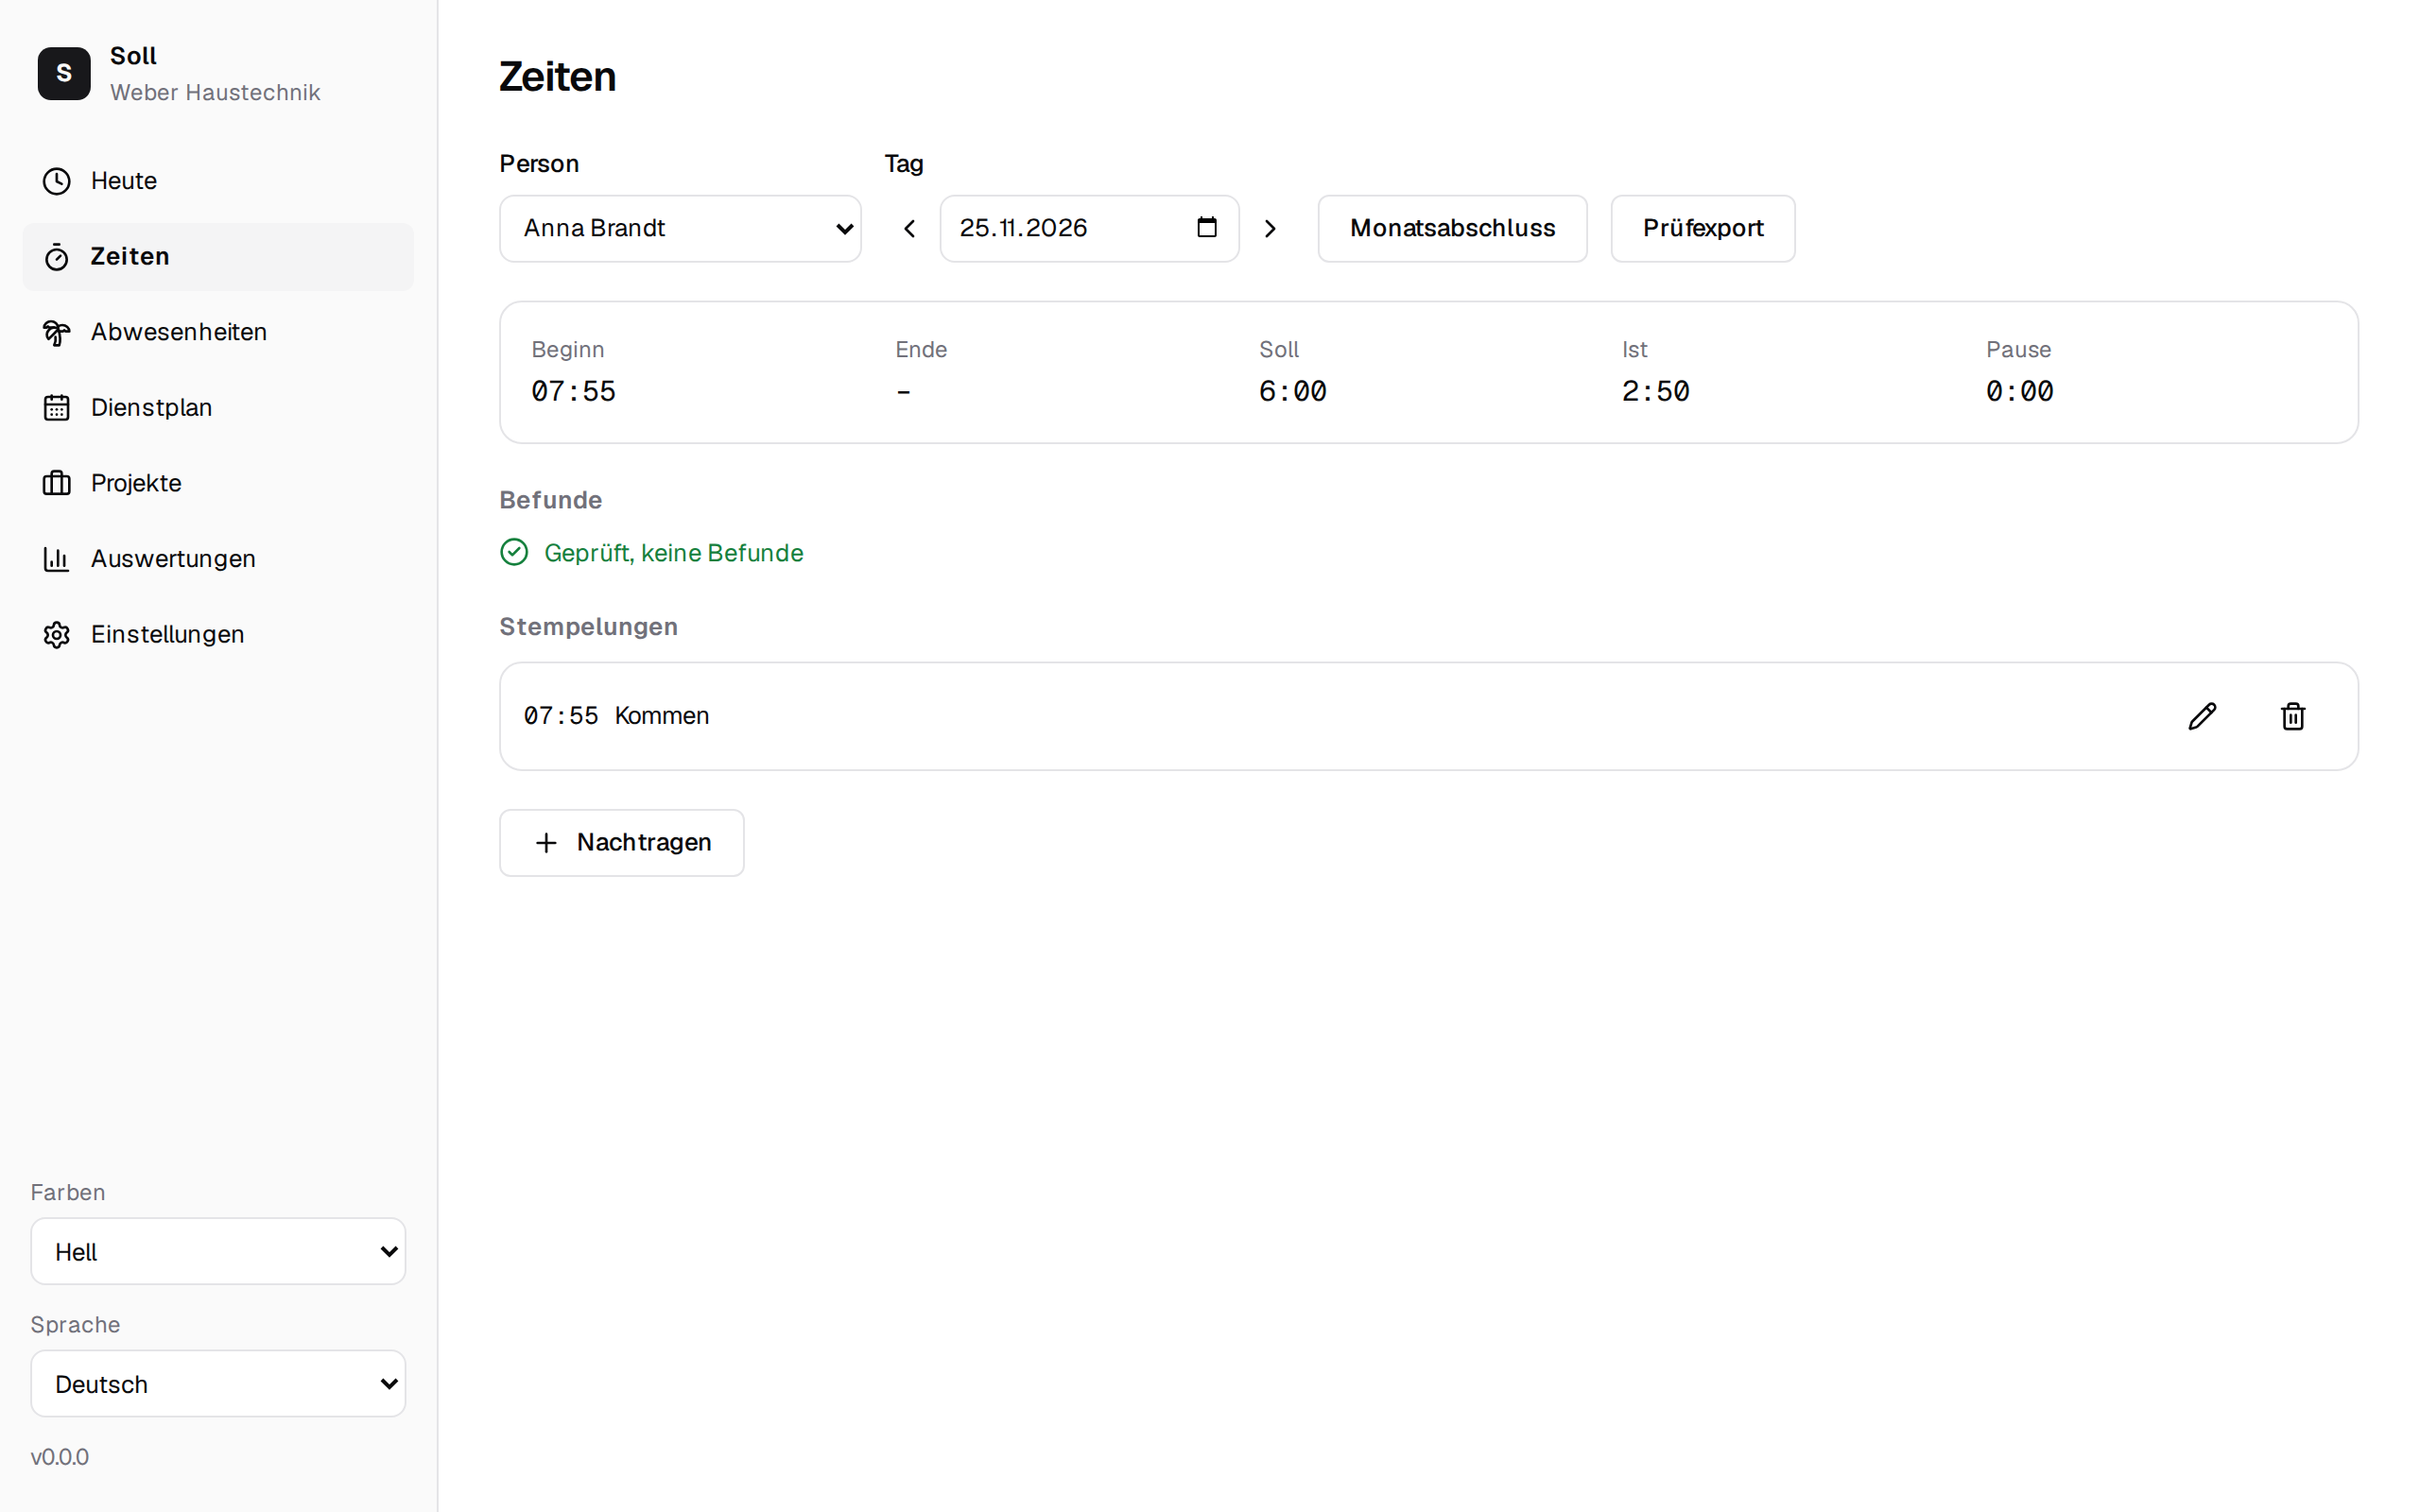 S
Soll
Weber Haustechnik
Heute
Zeiten
Abwesenheiten
Dienstplan
Projekte
Auswertungen
Einstellungen
Farben
Hell
Sprache
Deutsch
v0.0.0
Zeiten
Person
Tag
Anna Brandt
25.11.2026
Monatsabschluss
Prüfexport
Beginn
Ende
Soll
Ist
Pause
07:55
-
6:00
2:50
0:00
Befunde
Geprüft, keine Befunde
Stempelungen
07:55 Kommen
Nachtragen